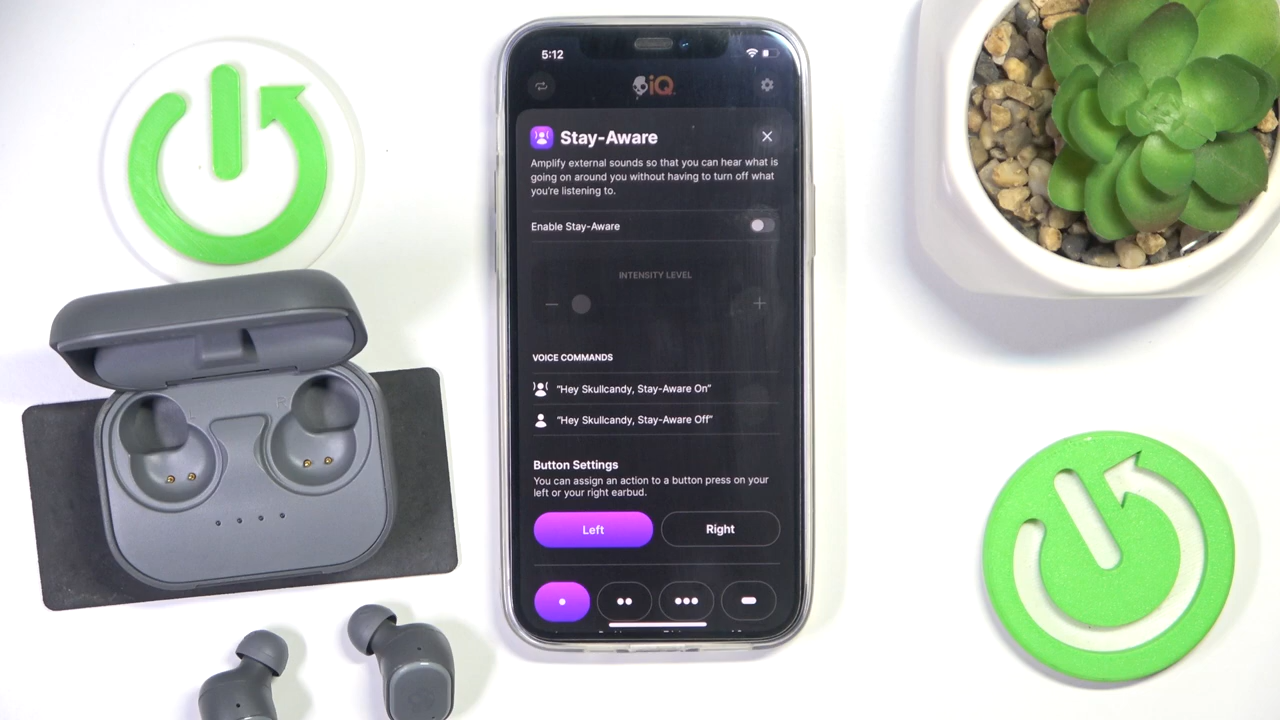 5:12
iQ
Stay-Aware
Amplify external sounds so that you can hear what is
going on around you without having to turn off what
you're listening to.
Enable Stay-Aware
INTENSITY LEVEL
VOICE COMMANDS
"Hey Skullcandy, Stay-Aware On"
"Hey Skullcandy, Stay-Aware Off"
Button Settings
You can assign an action to a button press on your
left or your right earbud.
Left
Right
L
R